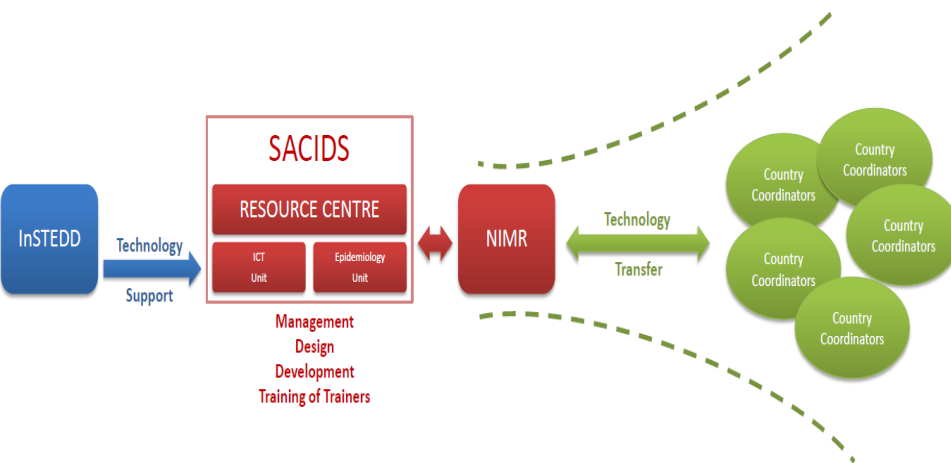 InSTEDD
Technology
Support
SACIDS
RESOURCE CENTRE
ICT
Unit
Epidemiology
Unit
Management
Design
Development
Training of Trainers
NIMR
Technology
Transfer
Country
Coordinators
Country
Coordinators
Country
Coordinators
Country
Coordinators
Country
Coordinators